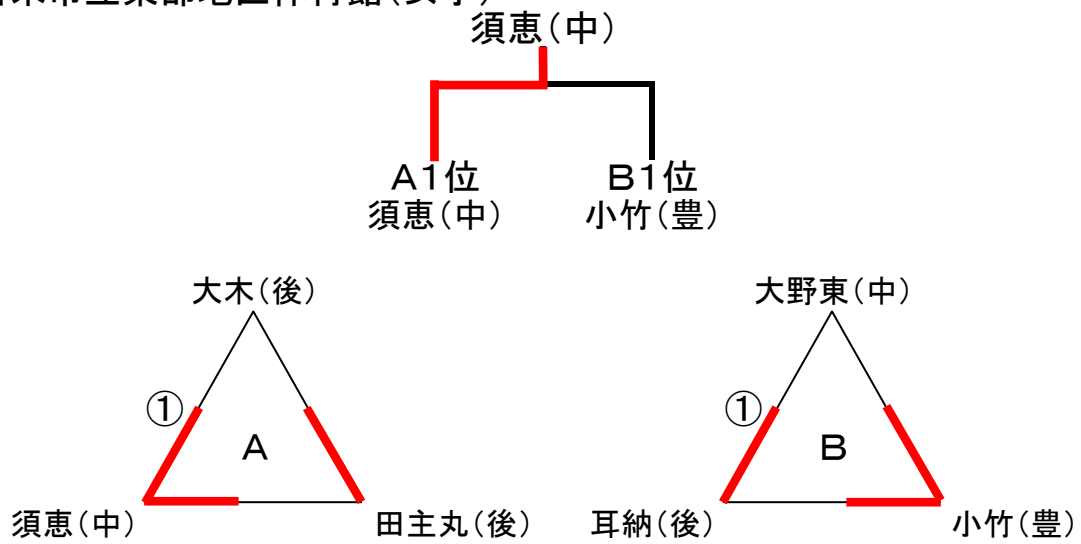 須恵(中)
A1位
B1位
須恵(中)
小竹(豊)
大木(後)
大野東(中)
①
①
A
B
須恵(中)
田主丸(後)
耳納(後)
小竹(豊)